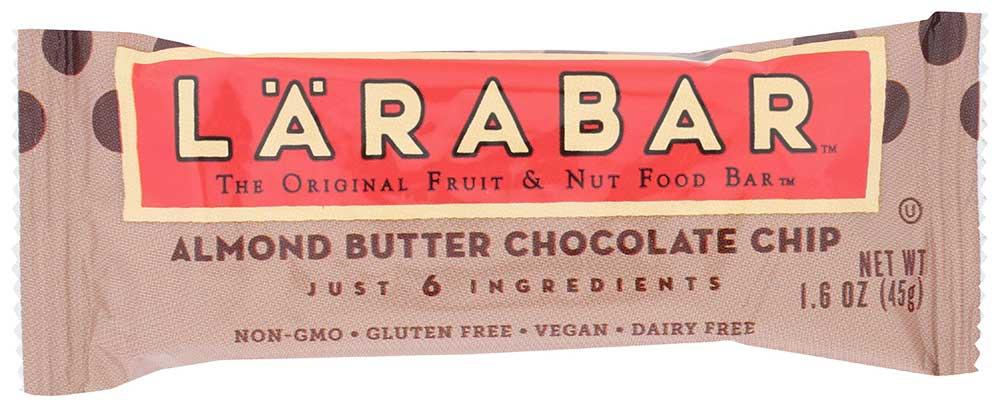 LÄRABAR™
THE ORIGINAL FRUIT & NUT FOOD BAR™
U
ALMOND BUTTER CHOCOLATE CHIP
JUST 6 INGREDIENTS
NET WT
1.6 OZ (45g)
NON-GMO • GLUTEN FREE • VEGAN • DAIRY FREE